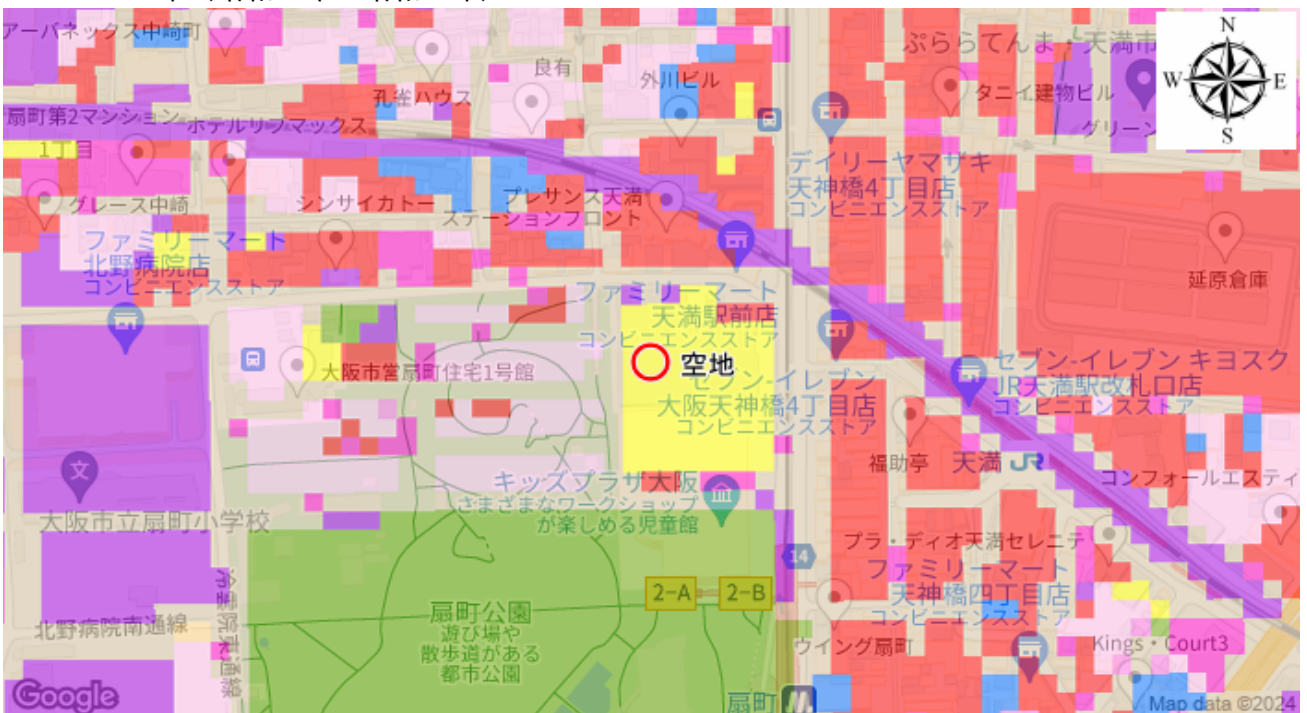 アーバネックス中崎町
良有
外川ビル
孔雀ハウス
ぷららてんま・天満市
タニイ建物ビル
グリーン
N
W
E
S
扇町第2マンション
ホテルリブマックス
1丁目
グレース中崎
シンサイカトー
プレサンス天満
ステーションフロント
デイリーヤマザキ
天神橋4丁目店
コンビニエンスストア
ファミリーマート
北野病院店
コンビニエンスストア
延原倉庫
ファミリーマート
天満駅前店
コンビニエンスストア
空地
大阪市営扇町住宅1号館
セブン-イレブン
大阪天神橋4丁目店
コンビニエンスストア
セブン-イレブン キヨスク
JR天満駅改札口店
コンビニエンスストア
福助亭
天満
JR
コンフォールエスティ
文
大阪市立扇町小学校
キッズプラザ大阪
さまざまなワークショップ
が楽しめる児童館
14
プラ・ディオ天満セレニテ
ファミリーマート
天神橋四丁目店
コンビニエンスストア
2-A
2-B
扇町公園
遊び場や
散歩道がある
都市公園
北野病院南通線
ウイング扇町
Kings・Court3
扇町
Google
Map data ©2024